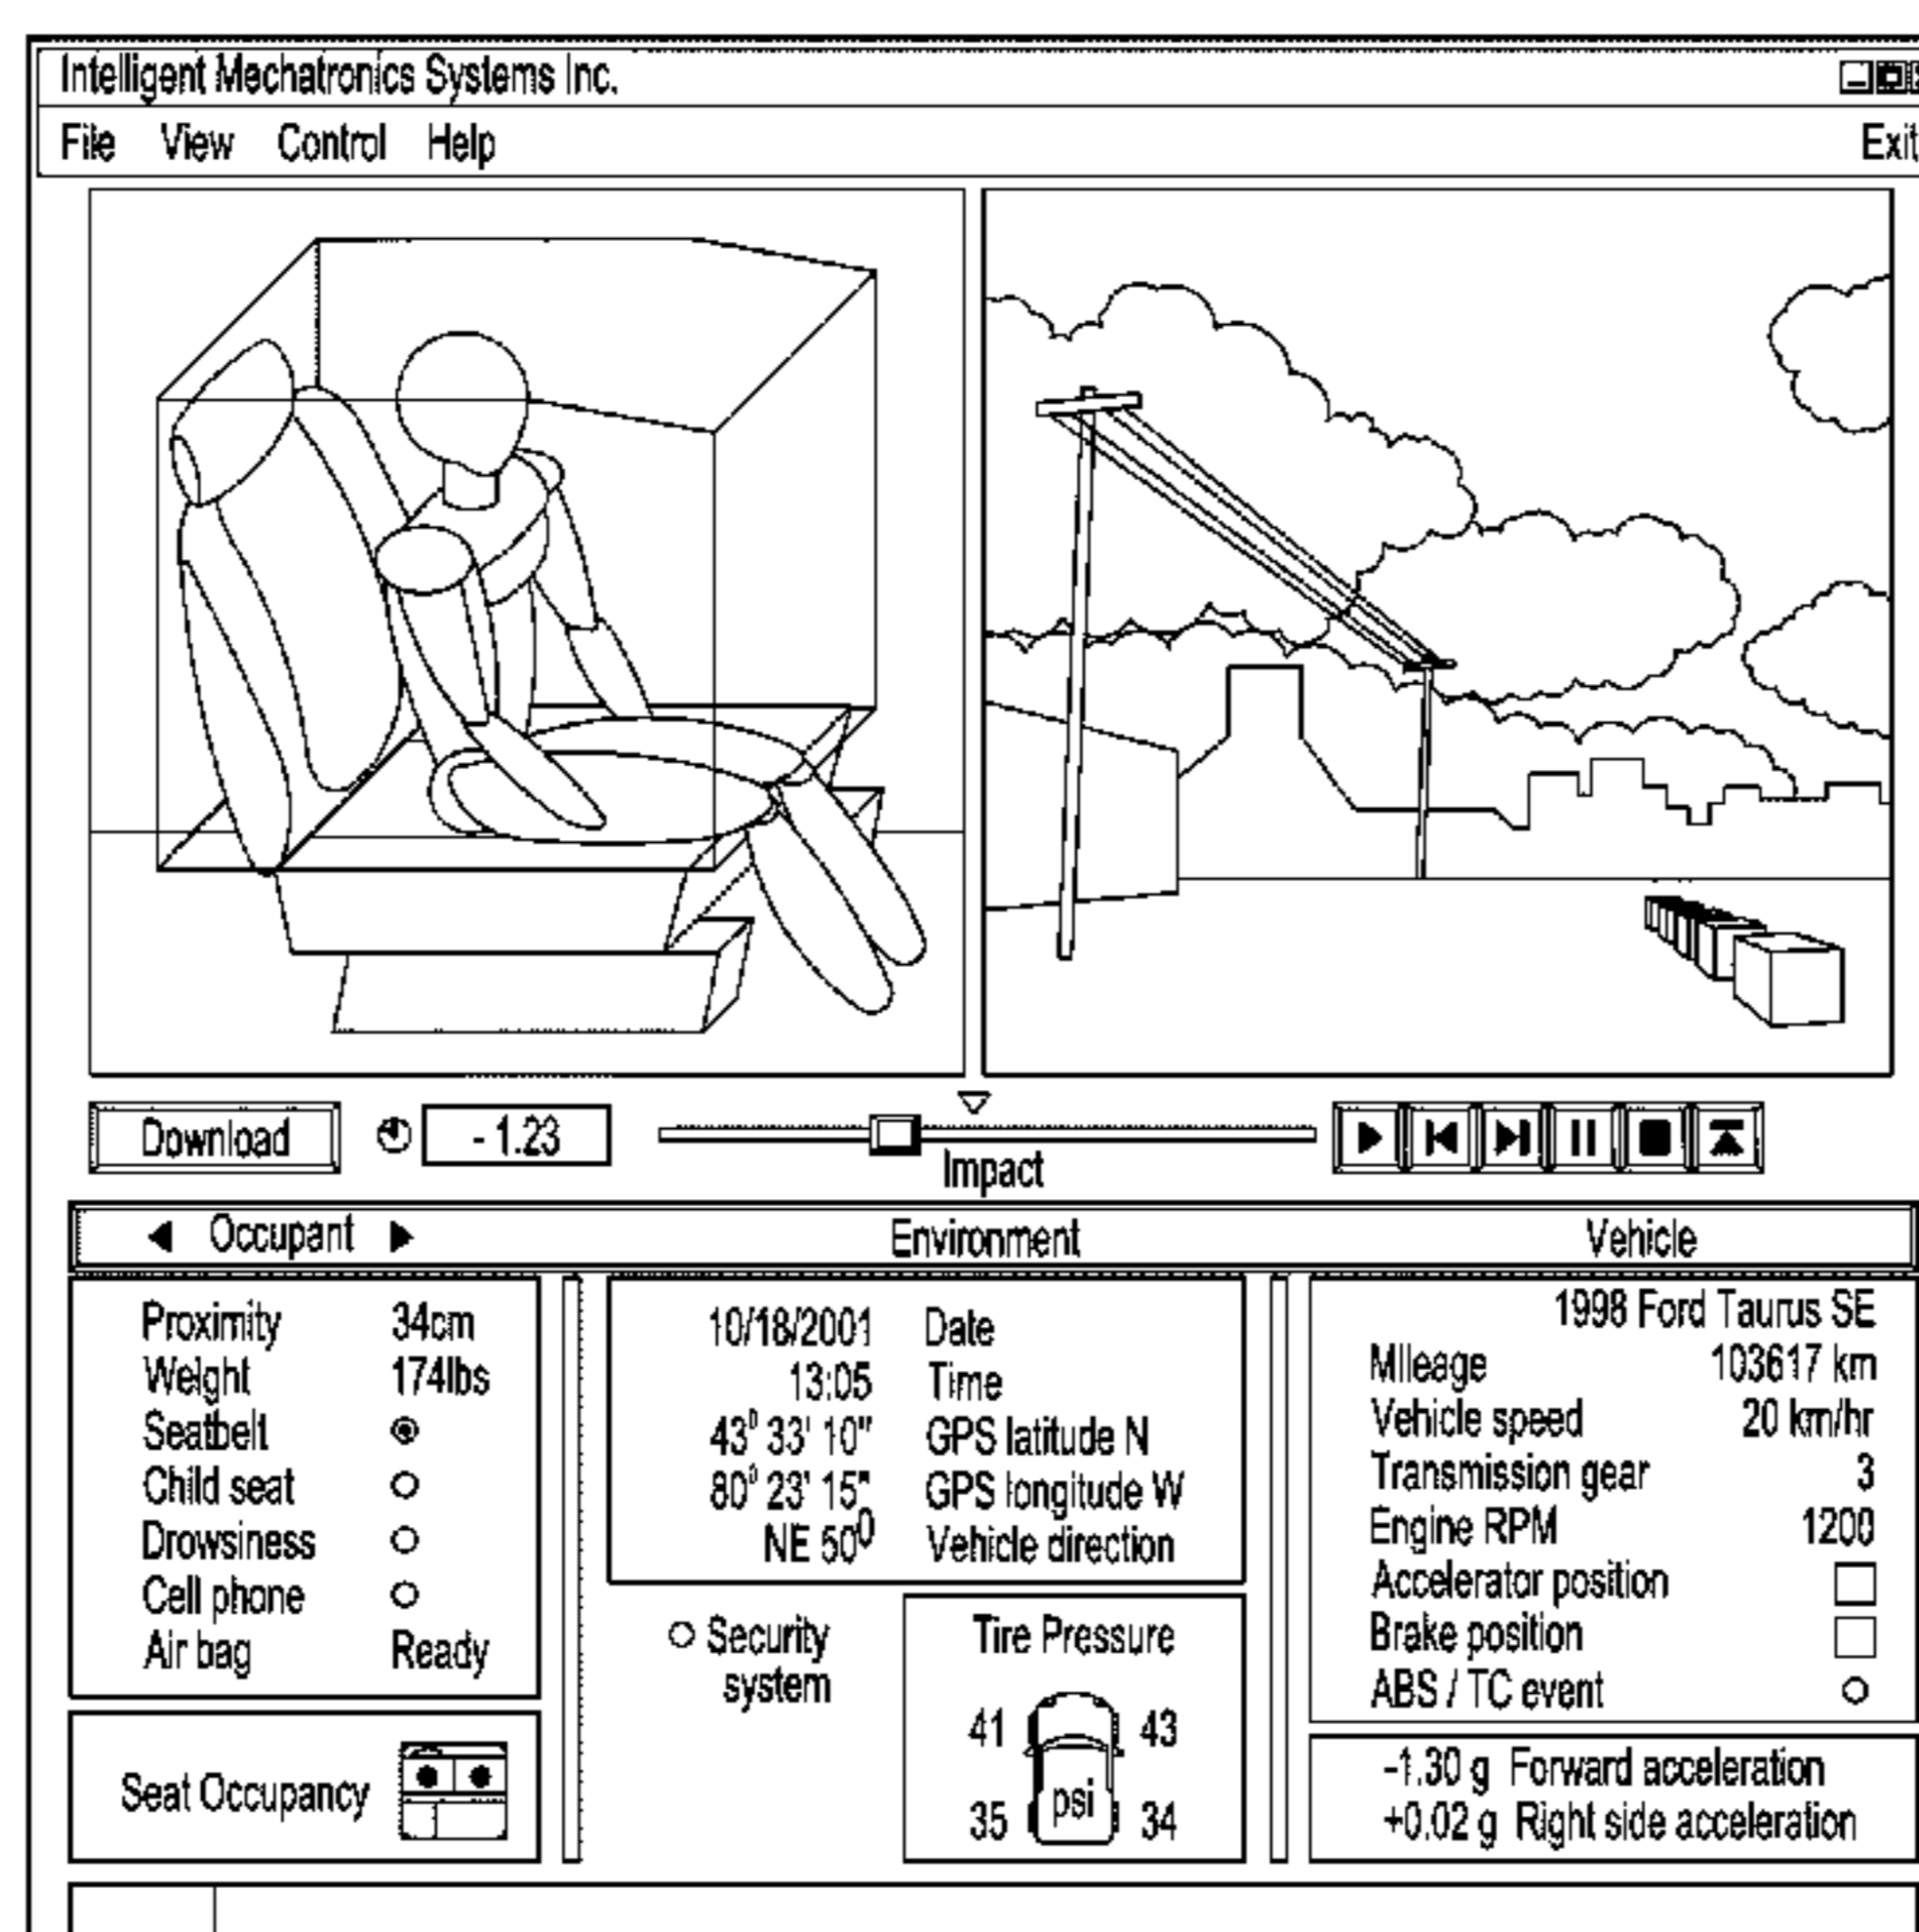 Intelligent Mechatronics Systems Inc.
File View Control Help Exit
Download - 1.23
Impact
Occupant Environment Vehicle
Proximity 34cm
Weight 174lbs
Seatbelt
Child seat
Drowsiness
Cell phone
Air bag Ready
Seat Occupancy
10/18/2001 Date
13:05 Time
43⁰ 33' 10" GPS latitude N
80⁰ 23' 15" GPS longitude W
NE 50⁰ Vehicle direction
Security
system
Tire Pressure
41 43
psi
35 34
1998 Ford Taurus SE
Mileage 103617 km
Vehicle speed 20 km/hr
Transmission gear 3
Engine RPM 1200
Accelerator position
Brake position
ABS / TC event
-1.30 g Forward acceleration
+0.02 g Right side acceleration